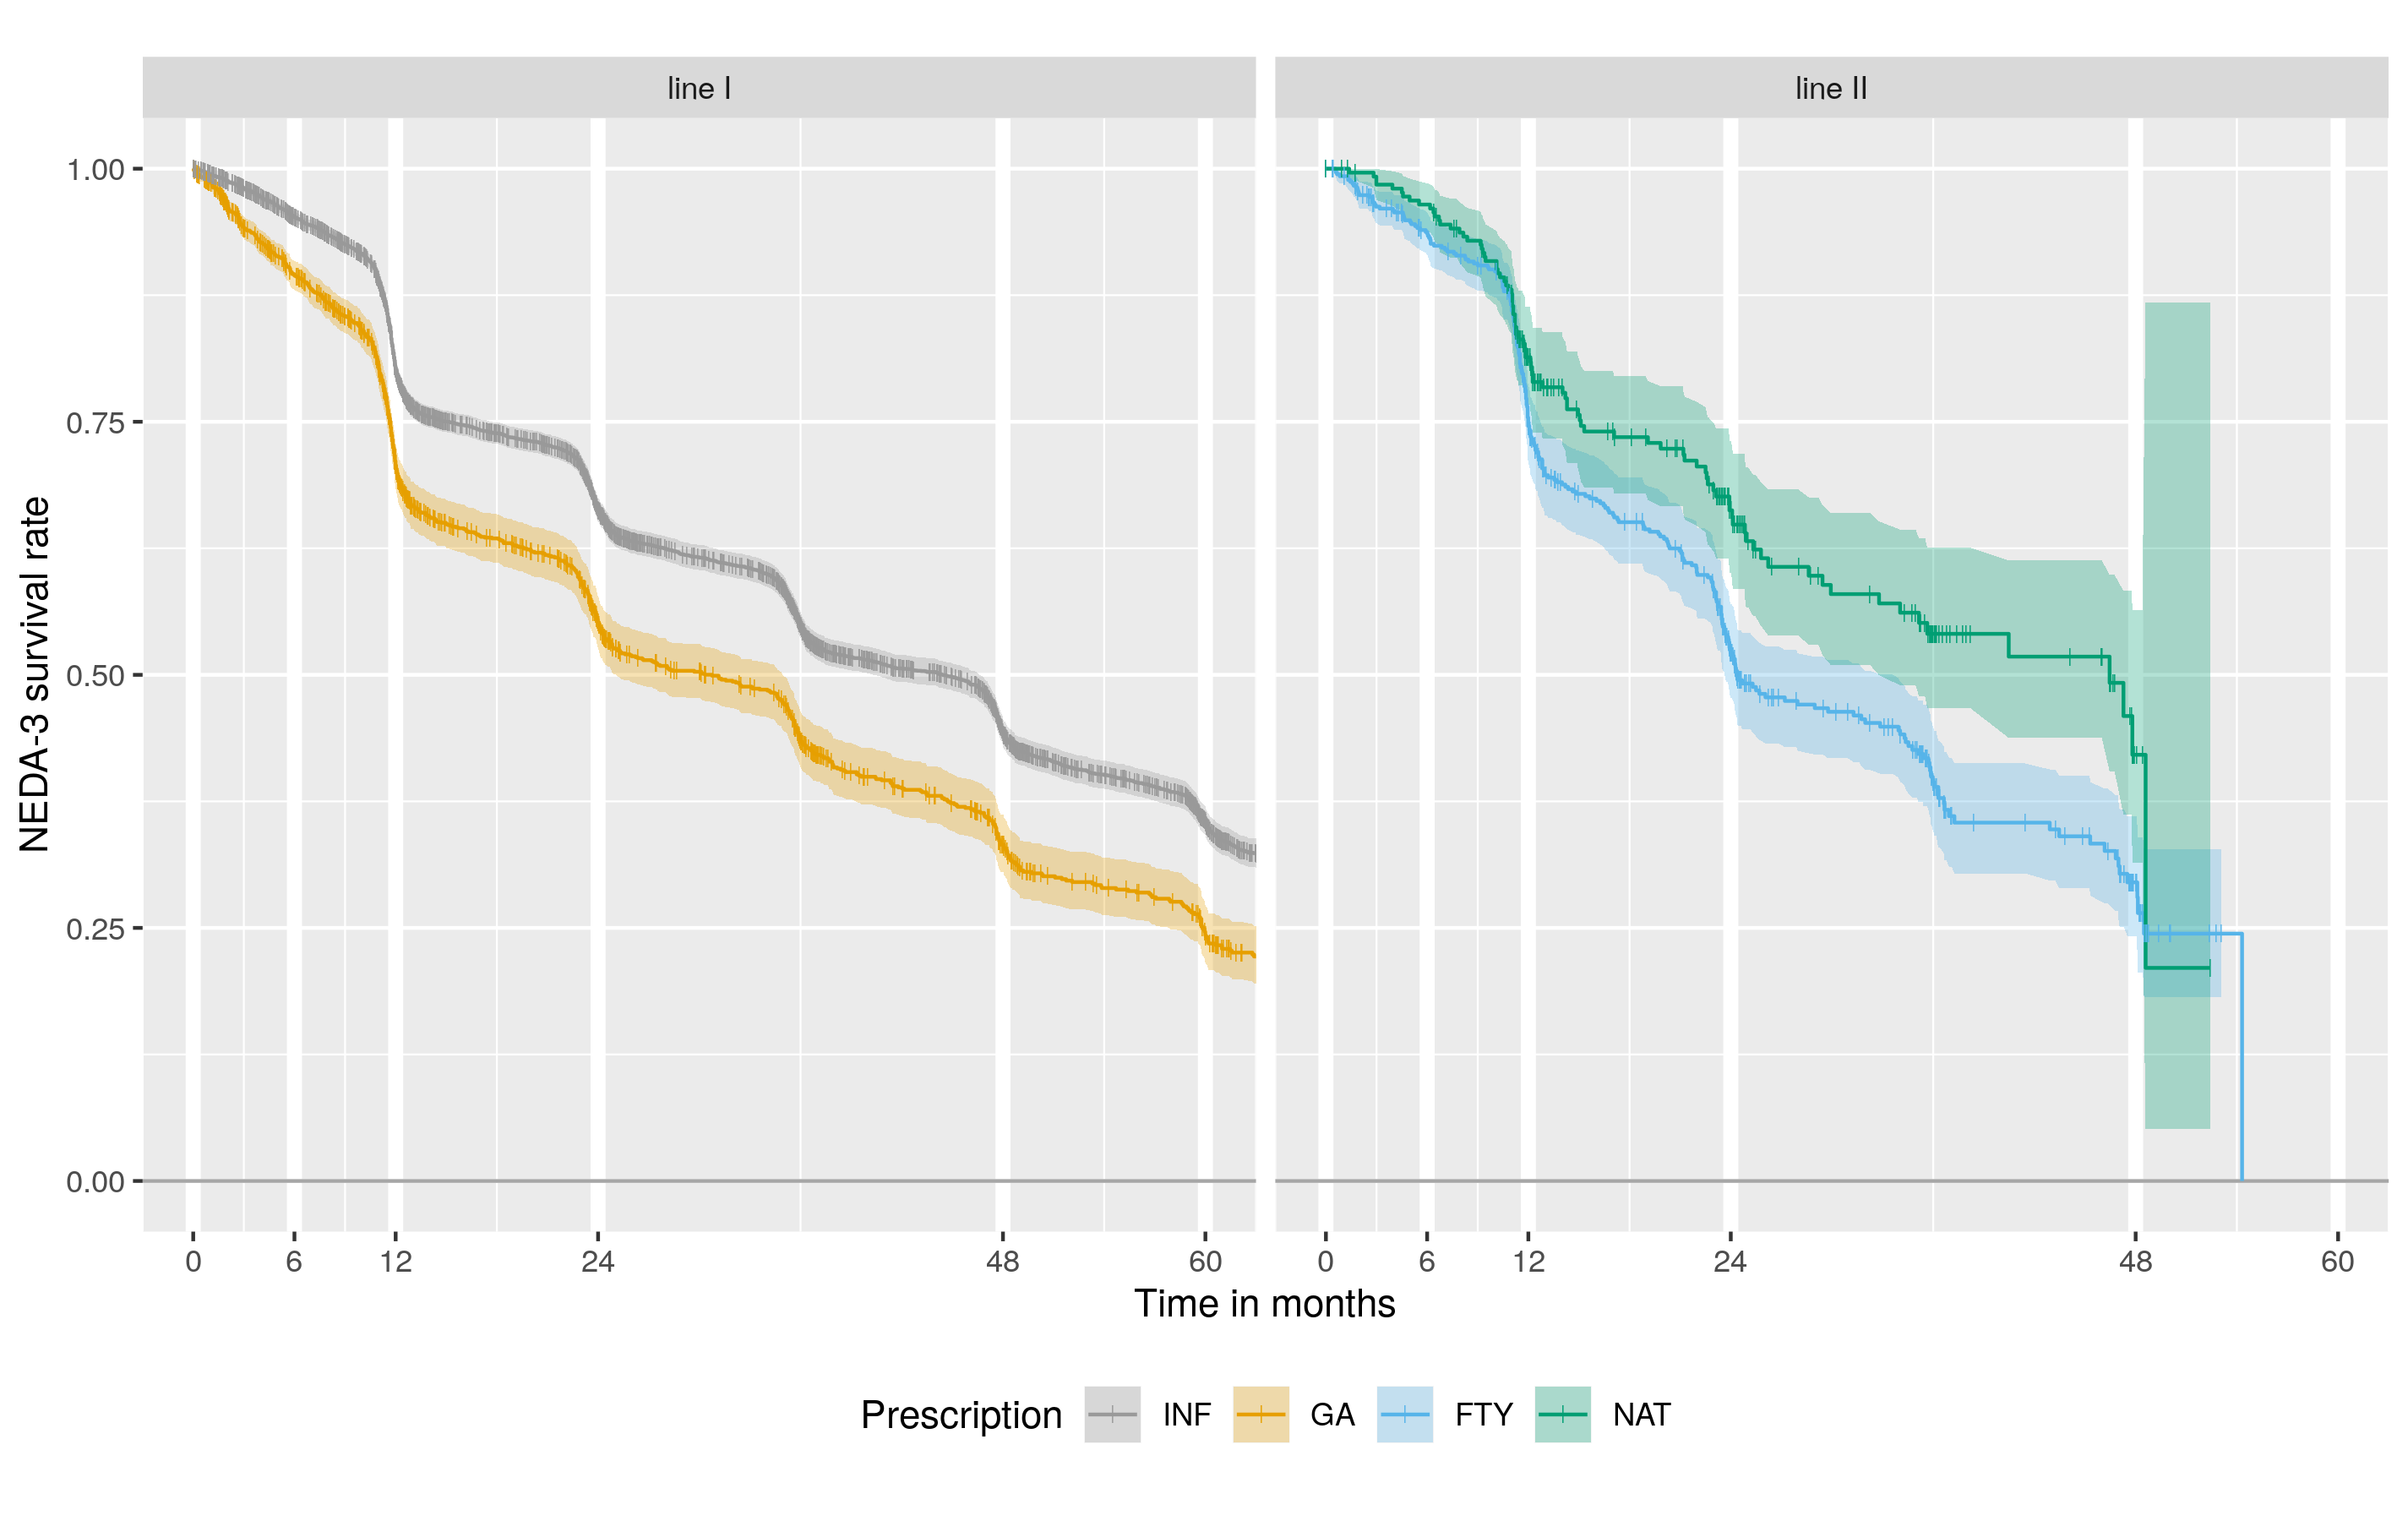 line I
line II
1.00
0.75
0.50
0.25
0.00
NEDA-3 survival rate
0 6 12 24 48 60
0 6 12 24 48 60
Time in months
Prescription INF GA FTY NAT